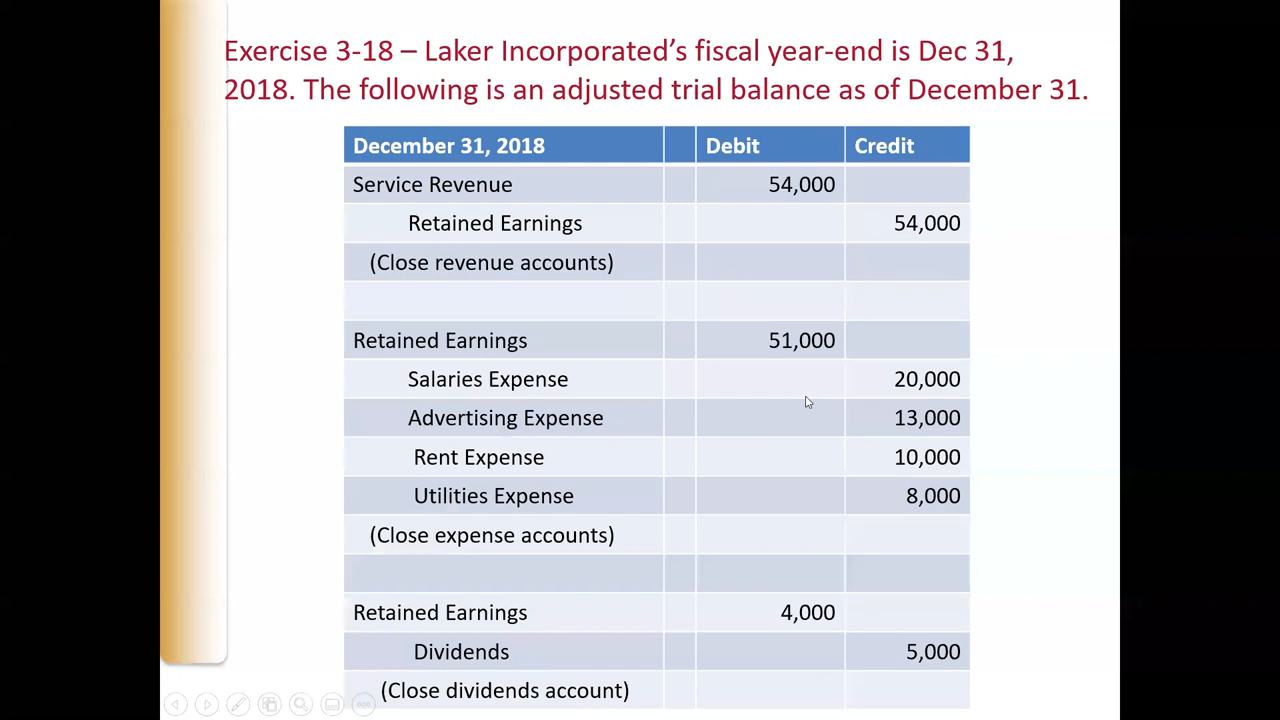 Exercise 3-18 – Laker Incorporated's fiscal year-end is Dec 31,
2018. The following is an adjusted trial balance as of December 31.
December 31, 2018 Debit Credit
Service Revenue 54,000
Retained Earnings 54,000
(Close revenue accounts)
Retained Earnings 51,000
Salaries Expense 20,000
Advertising Expense 13,000
Rent Expense 10,000
Utilities Expense 8,000
(Close expense accounts)
Retained Earnings 4,000
Dividends 5,000
(Close dividends account)